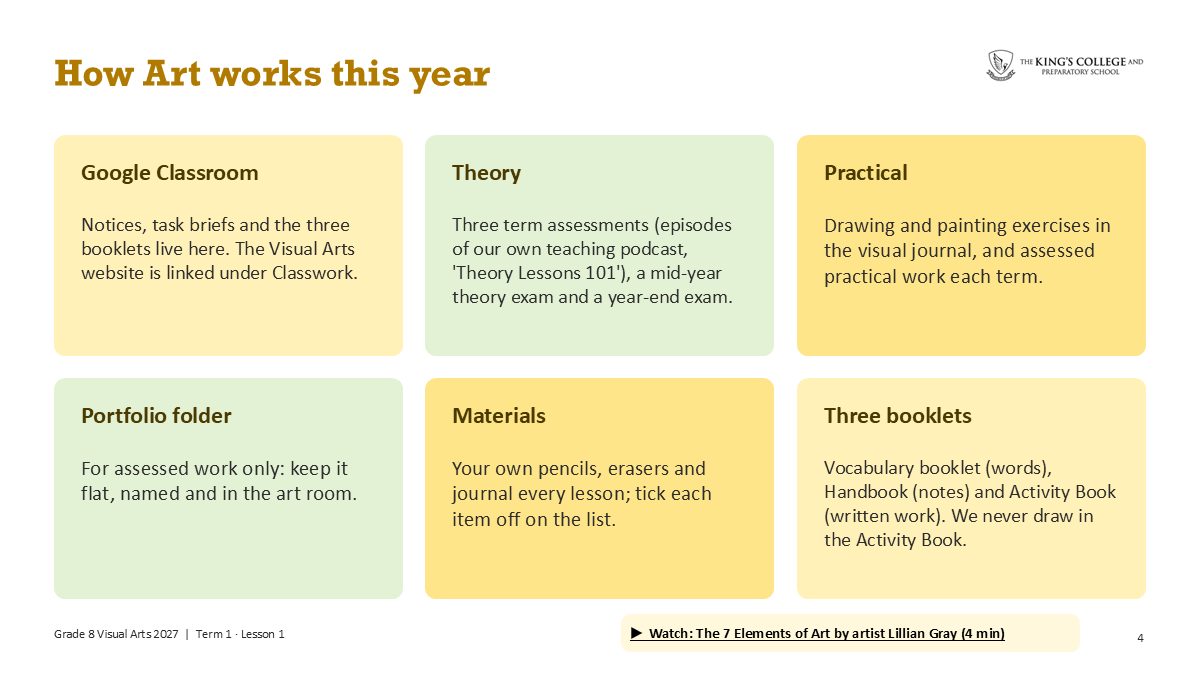 How Art works this year
THE KING'S COLLEGE AND
PREPARATORY SCHOOL
Google Classroom
Notices, task briefs and the three
booklets live here. The Visual Arts
website is linked under Classwork.
Theory
Three term assessments (episodes
of our own teaching podcast,
'Theory Lessons 101'), a mid-year
theory exam and a year-end exam.
Practical
Drawing and painting exercises in
the visual journal, and assessed
practical work each term.
Portfolio folder
For assessed work only: keep it
flat, named and in the art room.
Materials
Your own pencils, erasers and
journal every lesson; tick each
item off on the list.
Three booklets
Vocabulary booklet (words),
Handbook (notes) and Activity Book
(written work). We never draw in
the Activity Book.
Grade 8 Visual Arts 2027 | Term 1 · Lesson 1
▶ Watch: The 7 Elements of Art by artist Lillian Gray (4 min)
4